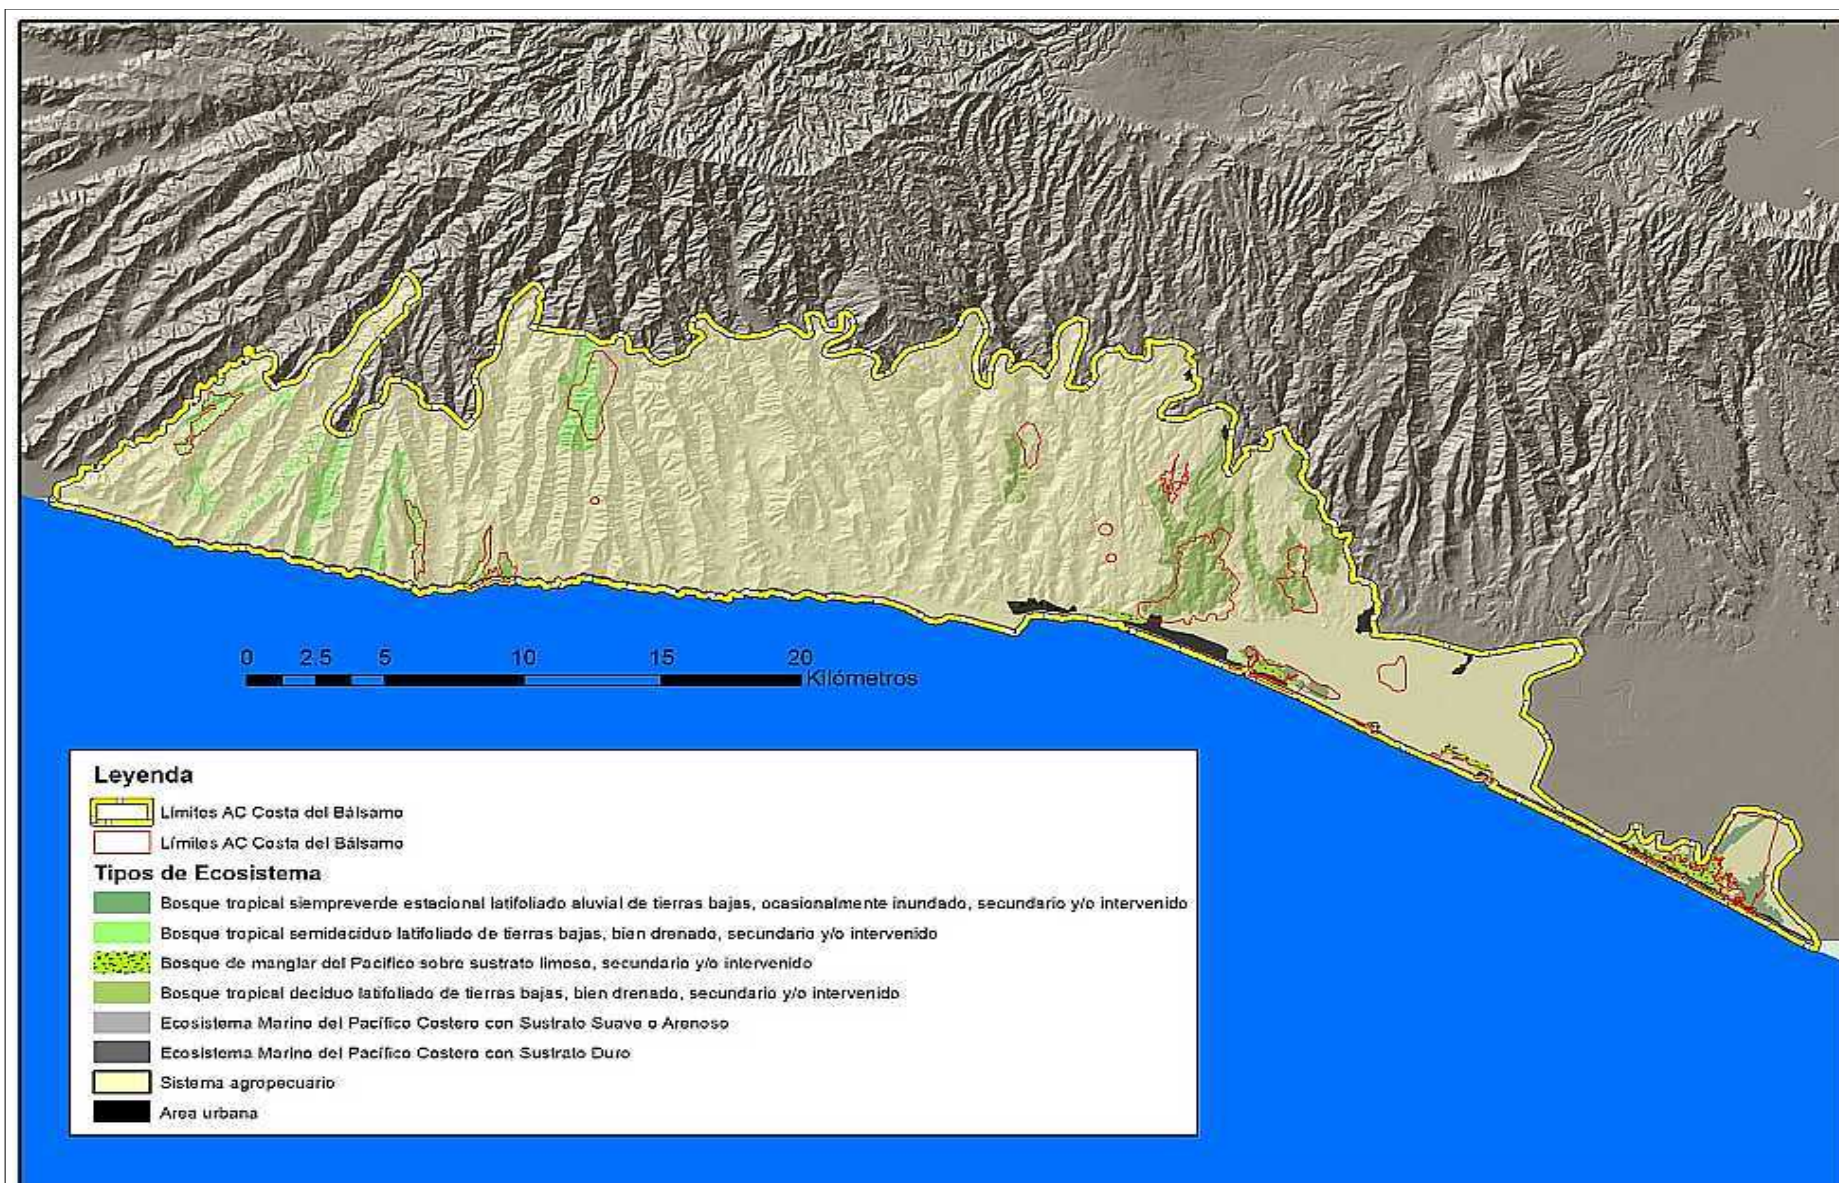 0 2.5 5 10 15 20
Kilómetros
Leyenda
Límites AC Costa del Bálsamo
Límites AC Costa del Bálsamo
Tipos de Ecosistema
Bosque tropical siempreverde estacional latifoliado aluvial de tierras bajas, ocasionalmente inundado, secundario y/o intervenido
Bosque tropical semideciduo latifoliado de tierras bajas, bien drenado, secundario y/o intervenido
Bosque de manglar del Pacifico sobre sustrato limoso, secundario y/o intervenido
Bosque tropical deciduo latifoliado de tierras bajas, bien drenado, secundario y/o intervenido
Ecosistema Marino del Pacífico Costero con Sustrato Suave o Arenoso
Ecosistema Marino del Pacífico Costero con Sustrato Duro
Sistema agropecuario
Area urbana